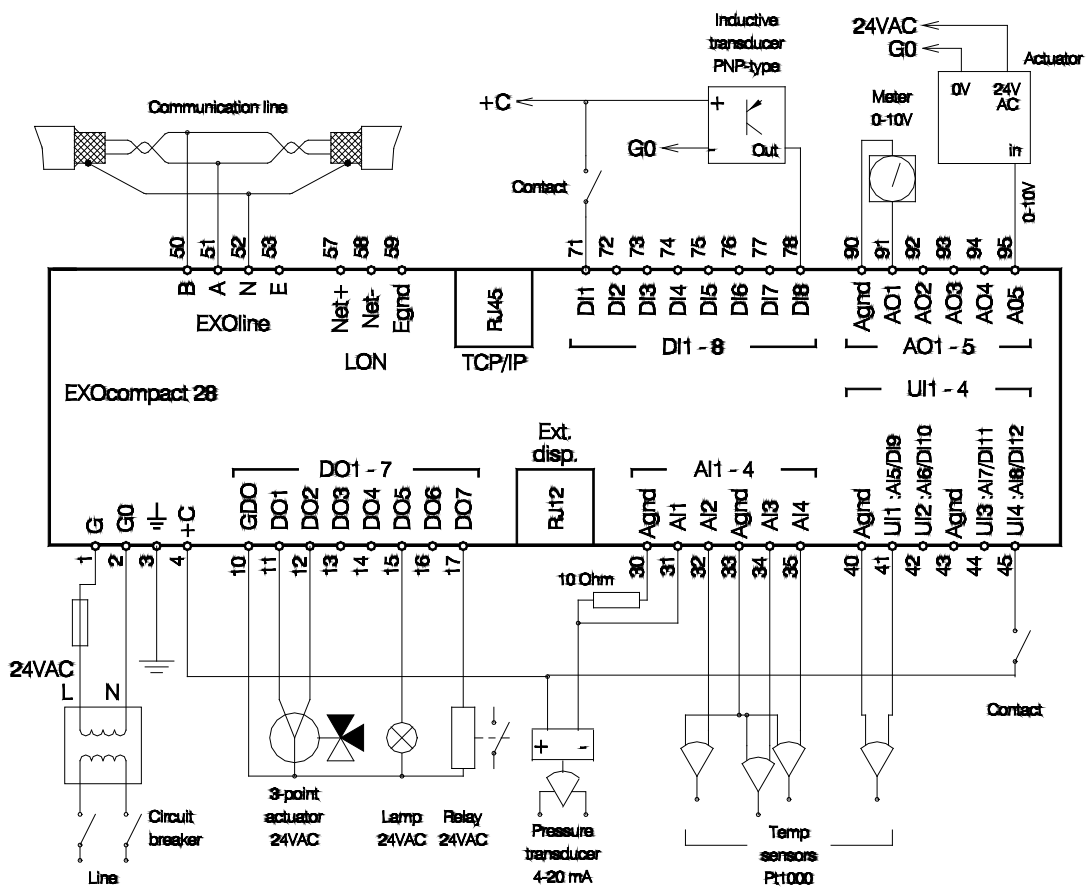 Inductive
transducer
PNP-type
24VAC
G0
Actuator
0V
24V
AC
in
0-10V
Meter
0-10V
+C
+
-
Out
G0
Contact
Communication line
50 51 52 53 57 58 59 71 72 73 74 75 76 77 78 90 91 92 93 94 95
B A N E Net+ Net- Egnd RJ45 DI1 DI2 DI3 DI4 DI5 DI6 DI7 DI8 Agnd AO1 AO2 AO3 AO4 A05
EXOline
LON
TCP/IP
DI1 - 8
AO1 - 5
EXOcompact 28
UI1 - 4
Ext.
disp.
DO1 - 7
AI1 - 4
G G0 +C GDO DO1 DO2 DO3 DO4 DO5 DO6 DO7 RJ12 Agnd AI1 AI2 Agnd AI3 AI4 Agnd UI1 :AI5/DI9 UI2 :AI6/DI10 Agnd UI3 :AI7/DI11 UI4 :AI8/DI12
1 2 3 4 10 11 12 13 14 15 16 17 30 31 32 33 34 35 40 41 42 43 44 45
10 Ohm
24VAC
L N
Contact
+ -
Circuit
breaker
Line
3-point
actuator
24VAC
Lamp
24VAC
Relay
24VAC
Pressure
transducer
4-20 mA
Temp
sensors
Pt1000